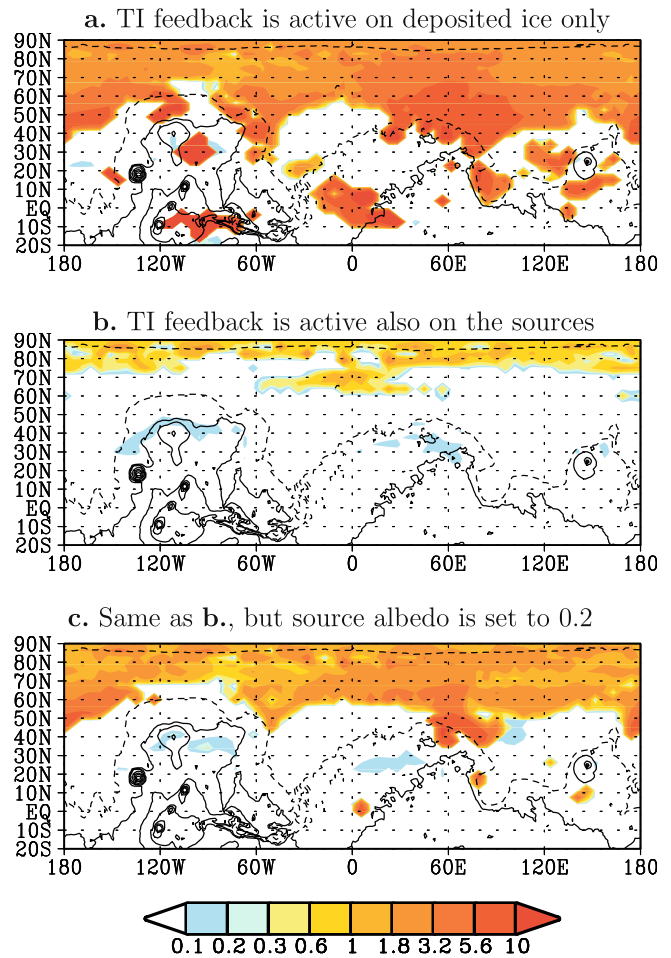 a. TI feedback is active on deposited ice only
90N
80N
70N
60N
50N
40N
30N
20N
10N
EQ
10S
20S
180 120W 60W 0 60E 120E 180
b. TI feedback is active also on the sources
90N
80N
70N
60N
50N
40N
30N
20N
10N
EQ
10S
20S
180 120W 60W 0 60E 120E 180
c. Same as b., but source albedo is set to 0.2
90N
80N
70N
60N
50N
40N
30N
20N
10N
EQ
10S
20S
180 120W 60W 0 60E 120E 180
0.1 0.2 0.3 0.6 1 1.8 3.2 5.6 10